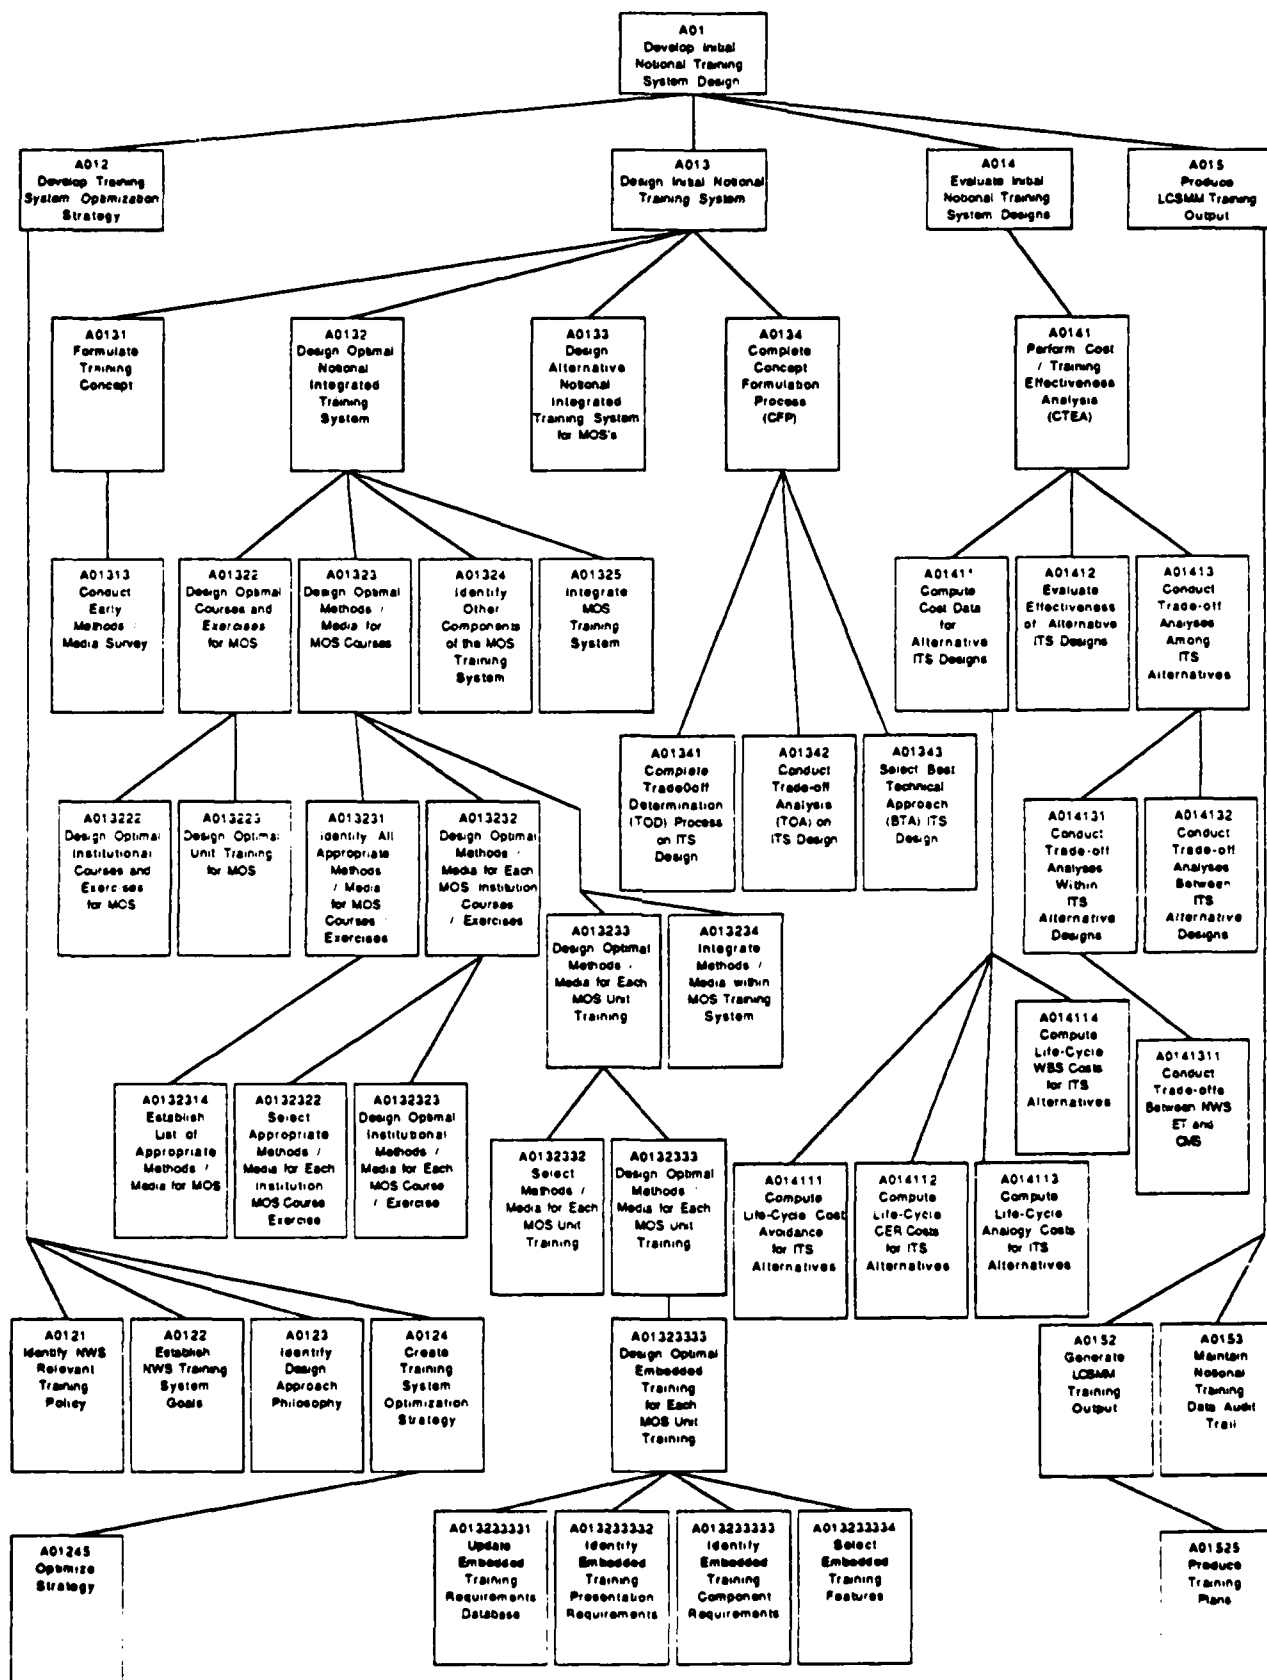 A01
Develop Initial
Notional Training
System Design
A012
Develop Training
System Optimization
Strategy
A013
Design Initial Notional
Training System
A014
Evaluate Initial
Notional Training
System Designs
A015
Produce
LCSMM Training
Output
A0131
Formulate
Training
Concept
A0132
Design Optimal
Notional
Integrated
Training
System
A0133
Design
Alternative
Notional
Integrated
Training System
for MOS's
A0134
Complete
Concept
Formulation
Process
(CFP)
A0141
Perform Cost
/ Training
Effectiveness
Analysis
(CTEA)
A01313
Conduct
Early
Methods /
Media Survey
A01322
Design Optimal
Courses and
Exercises
for MOS
A01323
Design Optimal
Methods /
Media for
MOS Courses
A01324
Identify
Other
Components
of the MOS
Training
System
A01325
Integrate
MOS
Training
System
A01411
Compute
Cost Data
for
Alternative
ITS Designs
A01412
Evaluate
Effectiveness
of Alternative
ITS Designs
A01413
Conduct
Trade-off
Analyses
Among
ITS
Alternatives
A01341
Complete
Trade0off
Determination
(TOD) Process
on ITS
Design
A01342
Conduct
Trade-off
Analysis
(TOA) on
ITS Design
A01343
Select Best
Technical
Approach
(BTA) ITS
Design
A013222
Design Optimal
Institutional
Courses and
Exercises
for MOS
A013223
Design Optimal
Unit Training
for MOS
A013231
Identify All
Appropriate
Methods
/ Media
for MOS
Courses /
Exercises
A013232
Design Optimal
Methods /
Media for Each
MOS Institution
Courses
/ Exercises
A014131
Conduct
Trade-off
Analyses
Within
ITS
Alternative
Designs
A014132
Conduct
Trade-off
Analyses
Between
ITS
Alternative
Designs
A013233
Design Optimal
Methods /
Media for Each
MOS Unit
Training
A013234
Integrate
Methods /
Media within
MOS Training
System
A014114
Compute
Life-Cycle
WBS Costs
for ITS
Alternatives
A0141311
Conduct
Trade-offs
Between NWS
ET and
CMS
A0132314
Establish
List of
Appropriate
Methods /
Media for MOS
A0132322
Select
Appropriate
Methods /
Media for Each
Institution
MOS Course
Exercise
A0132323
Design Optimal
Institutional
Methods /
Media for Each
MOS Course
/ Exercise
A0132332
Select
Methods /
Media for Each
MOS Unit
Training
A0132333
Design Optimal
Methods /
Media for Each
MOS Unit
Training
A014111
Compute
Life-Cycle Cost
Avoidance
for ITS
Alternatives
A014112
Compute
Life-Cycle
CER Costs
for ITS
Alternatives
A014113
Compute
Life-Cycle
Analogy Costs
for ITS
Alternatives
A0121
Identify NWS
Relevant
Training
Policy
A0122
Establish
NWS Training
System
Goals
A0123
Identify
Design
Approach
Philosophy
A0124
Create
Training
System
Optimization
Strategy
A01323333
Design Optimal
Embedded
Training
for Each
MOS Unit
Training
A0152
Generate
LCSMM
Training
Output
A0153
Maintain
Notional
Training
Data Audit
Trail
A01245
Optimize
Strategy
A013233331
Update
Embedded
Training
Requirements
Database
A013233332
Identify
Embedded
Training
Presentation
Requirements
A013233333
Identify
Embedded
Training
Component
Requirements
A013233334
Select
Embedded
Training
Features
A01525
Produce
Training
Plans